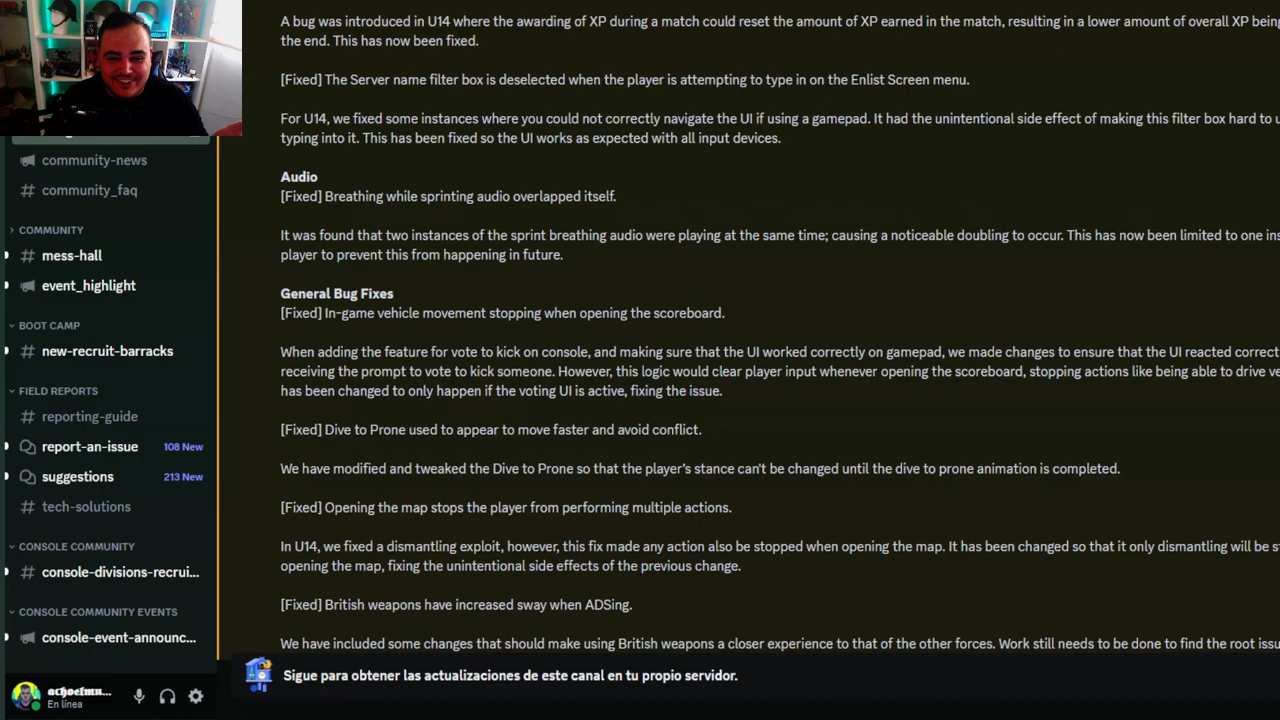 community-news
community_faq
COMMUNITY
mess-hall
event_highlight
BOOT CAMP
new-recruit-barracks
FIELD REPORTS
reporting-guide
report-an-issue 108 New
suggestions 213 New
tech-solutions
CONSOLE COMMUNITY
console-divisions-recrui...
CONSOLE COMMUNITY EVENTS
console-event-announc...
En línea
A bug was introduced in U14 where the awarding of XP during a match could reset the amount of XP earned in the match, resulting in a lower amount of overall XP being
the end. This has now been fixed.
[Fixed] The Server name filter box is deselected when the player is attempting to type in on the Enlist Screen menu.
For U14, we fixed some instances where you could not correctly navigate the UI if using a gamepad. It had the unintentional side effect of making this filter box hard to
typing into it. This has been fixed so the UI works as expected with all input devices.
Audio
[Fixed] Breathing while sprinting audio overlapped itself.
It was found that two instances of the sprint breathing audio were playing at the same time; causing a noticeable doubling to occur. This has now been limited to one
player to prevent this from happening in future.
General Bug Fixes
[Fixed] In-game vehicle movement stopping when opening the scoreboard.
When adding the feature for vote to kick on console, and making sure that the UI worked correctly on gamepad, we made changes to ensure that the UI reacted
receiving the prompt to vote to kick someone. However, this logic would clear player input whenever opening the scoreboard, stopping actions like being able to drive
has been changed to only happen if the voting UI is active, fixing the issue.
[Fixed] Dive to Prone used to appear to move faster and avoid conflict.
We have modified and tweaked the Dive to Prone so that the player's stance can't be changed until the dive to prone animation is completed.
[Fixed] Opening the map stops the player from performing multiple actions.
In U14, we fixed a dismantling exploit, however, this fix made any action also be stopped when opening the map. It has been changed so that it only dismantling will be
opening the map, fixing the unintentional side effects of the previous change.
[Fixed] British weapons have increased sway when ADSing.
We have included some changes that should make using British weapons a closer experience to that of the other forces. Work still needs to be done to find the root
Sigue para obtener las actualizaciones de este canal en tu propio servidor.